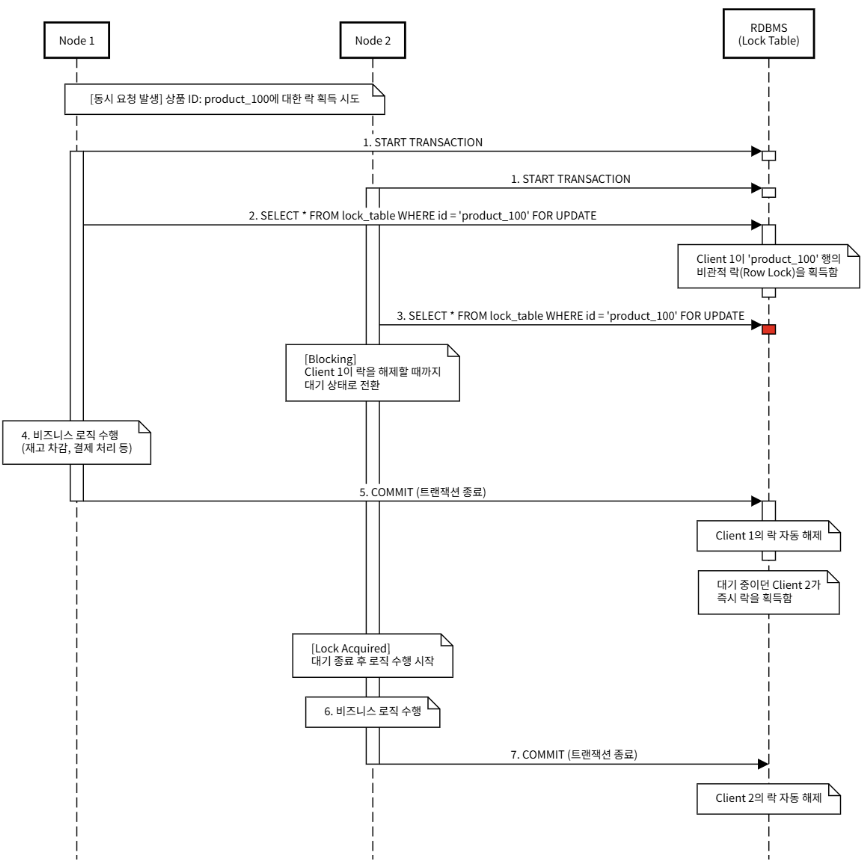 Node 1
Node 2
RDBMS
(Lock Table)
[동시 요청 발생] 상품 ID: product_100에 대한 락 획득 시도
1. START TRANSACTION
1. START TRANSACTION
2. SELECT * FROM lock_table WHERE id = 'product_100' FOR UPDATE
Client 1이 'product_100' 행의
비관적 락(Row Lock)을 획득함
3. SELECT * FROM lock_table WHERE id = 'product_100' FOR UPDATE
[Blocking]
Client 1이 락을 해제할 때까지
대기 상태로 전환
4. 비즈니스 로직 수행
(재고 차감, 결제 처리 등)
5. COMMIT (트랜잭션 종료)
Client 1의 락 자동 해제
대기 중이던 Client 2가
즉시 락을 획득함
[Lock Acquired]
대기 종료 후 로직 수행 시작
6. 비즈니스 로직 수행
7. COMMIT (트랜잭션 종료)
Client 2의 락 자동 해제